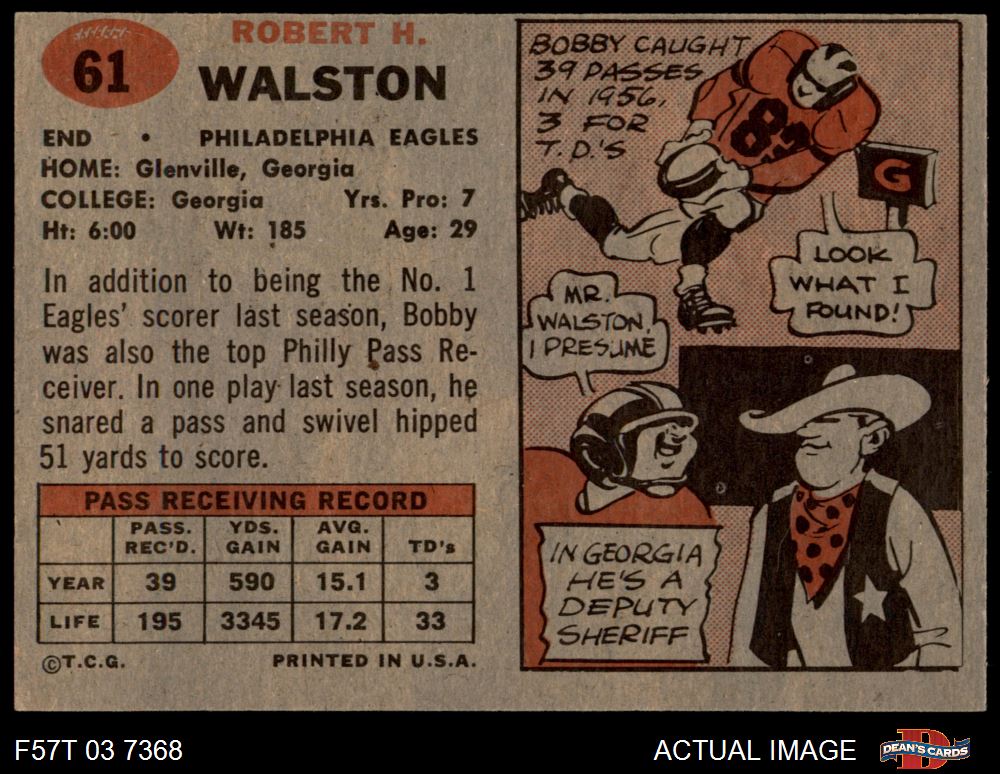 61
ROBERT H.
WALSTON
END • PHILADELPHIA EAGLES
HOME: Glenville, Georgia
COLLEGE: Georgia Yrs. Pro: 7
Ht: 6:00 Wt: 185 Age: 29
In addition to being the No. 1
Eagles' scorer last season, Bobby
was also the top Philly Pass Re-
ceiver. In one play last season, he
snared a pass and swivel hipped
51 yards to score.
PASS RECEIVING RECORD
PASS. REC'D. YDS. GAIN AVG. GAIN TD's
YEAR 39 590 15.1 3
LIFE 195 3345 17.2 33
©T.C.G. PRINTED IN U.S.A.
BOBBY CAUGHT
39 PASSES
IN 1956,
3 FOR
T.D.'S
83
G
LOOK
WHAT I
FOUND!
MR.
WALSTON,
I PRESUME
IN GEORGIA
HE'S A
DEPUTY
SHERIFF
F57T 03 7368
ACTUAL IMAGE
D
DEAN'S CARDS